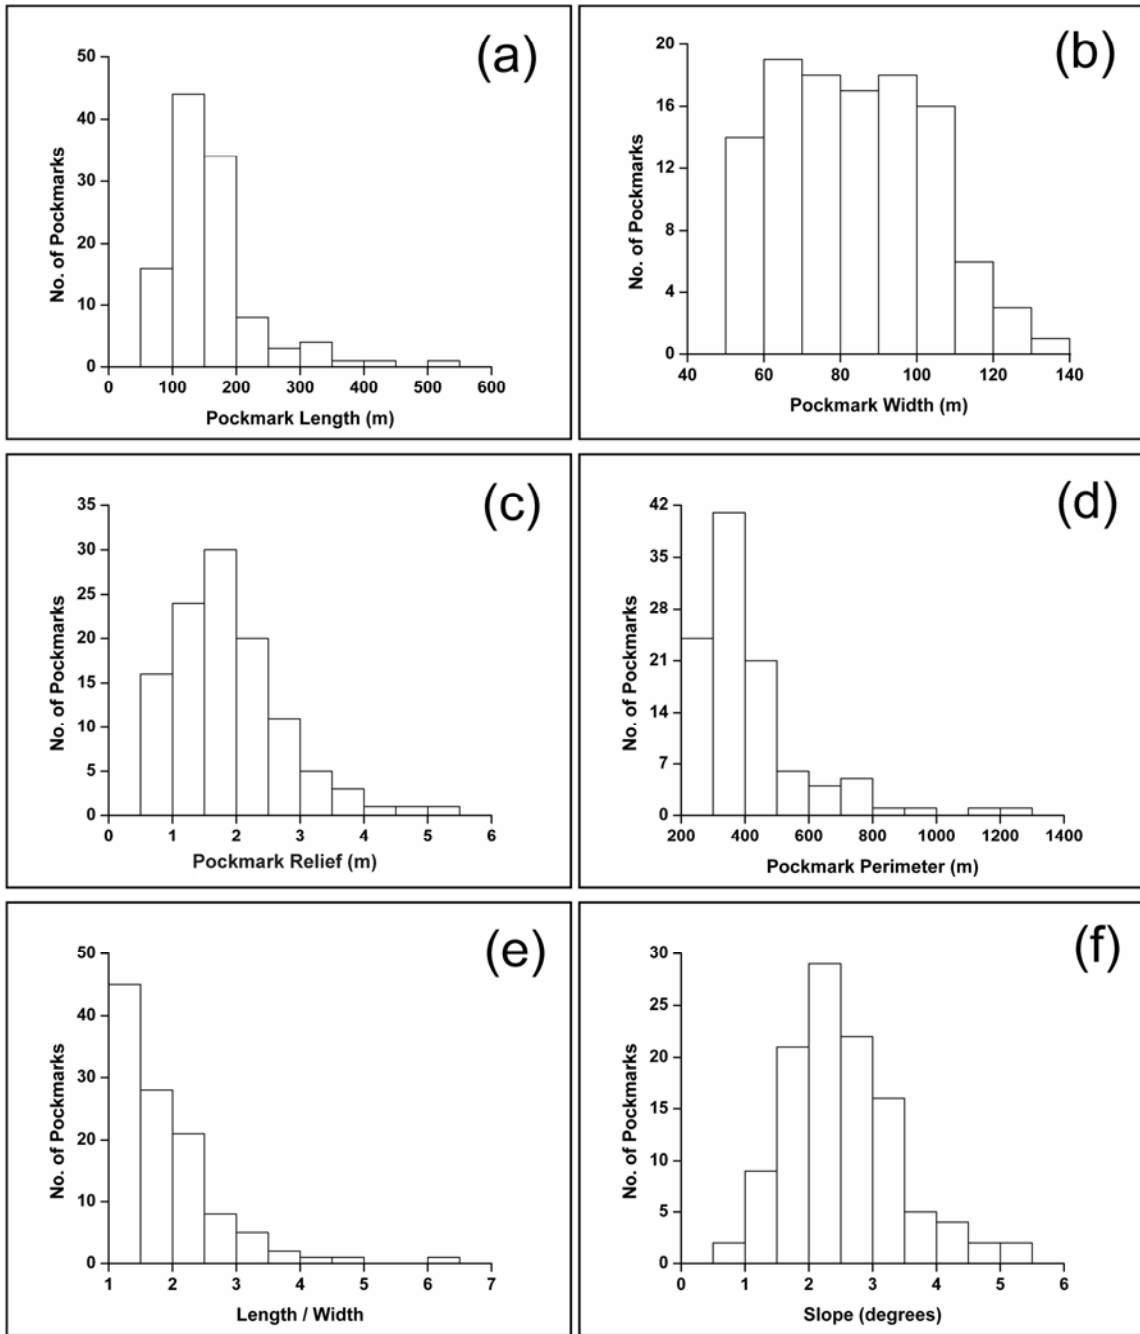 (a)
50
40
30
20
10
0
No. of Pockmarks
0 100 200 300 400 500 600
Pockmark Length (m)
(b)
20
16
12
8
4
0
No. of Pockmarks
40 60 80 100 120 140
Pockmark Width (m)
(c)
35
30
25
20
15
10
5
0
No. of Pockmarks
0 1 2 3 4 5 6
Pockmark Relief (m)
(d)
42
35
28
21
14
7
0
No. of Pockmarks
200 400 600 800 1000 1200 1400
Pockmark Perimeter (m)
(e)
50
40
30
20
10
0
No. of Pockmarks
1 2 3 4 5 6 7
Length / Width
(f)
30
25
20
15
10
5
0
No. of Pockmarks
0 1 2 3 4 5 6
Slope (degrees)